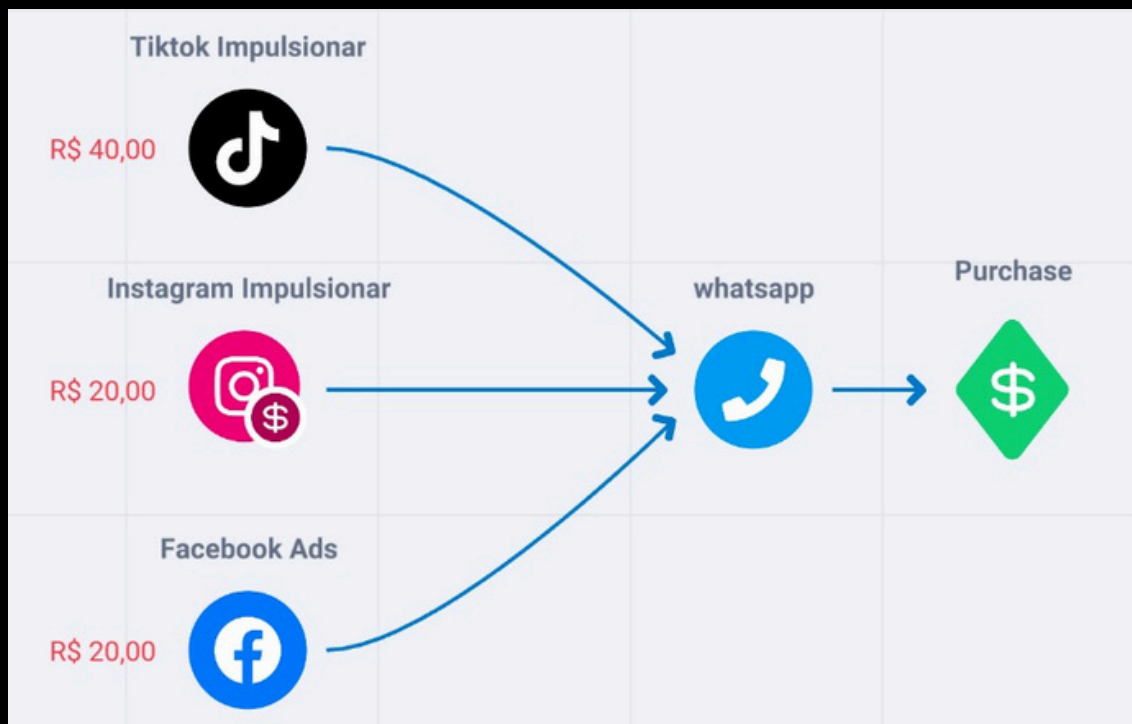 Tiktok Impulsionar
R$ 40,00
Instagram Impulsionar
R$ 20,00
$
whatsapp
Purchase
$
Facebook Ads
R$ 20,00